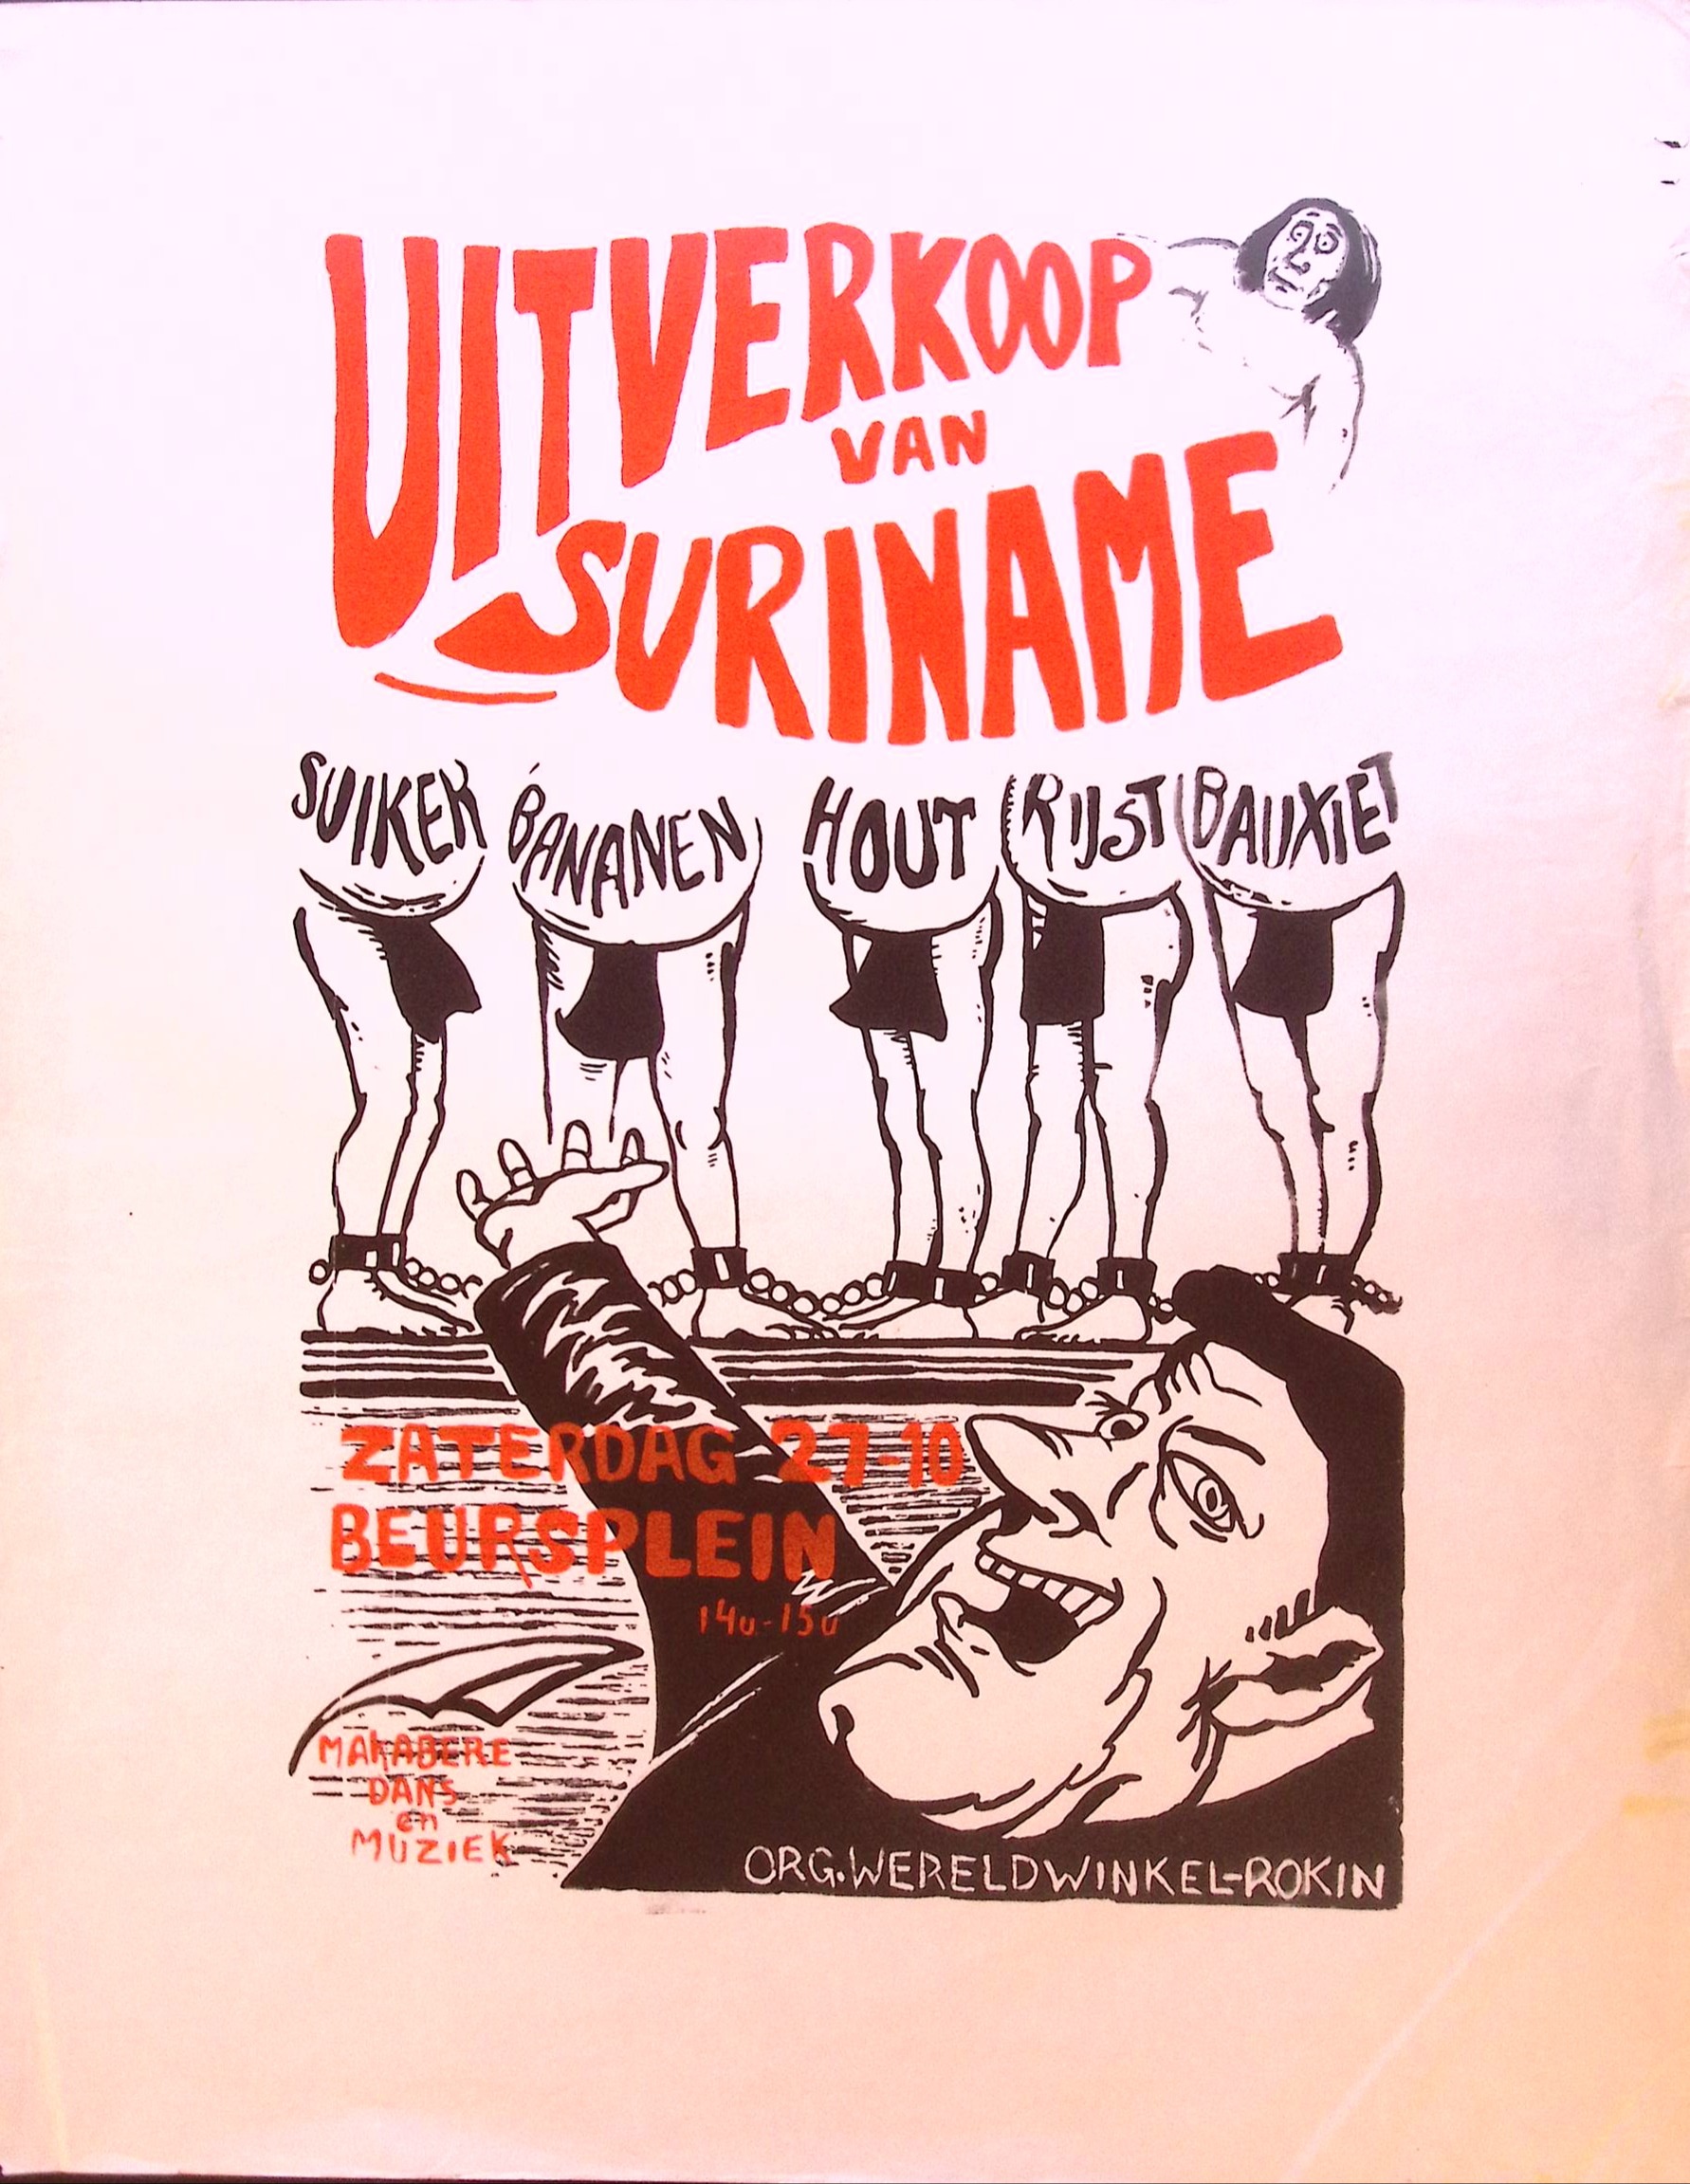 UITVERKOOP
VAN
SURINAME
SUIKER BANANEN HOUT RIJST BAUXIET
ZATERDAG 27-10
BEURSPLEIN
14u-15u
MAKABERE
DANS
en
MUZIEK
ORG.WERELDWINKEL-ROKIN